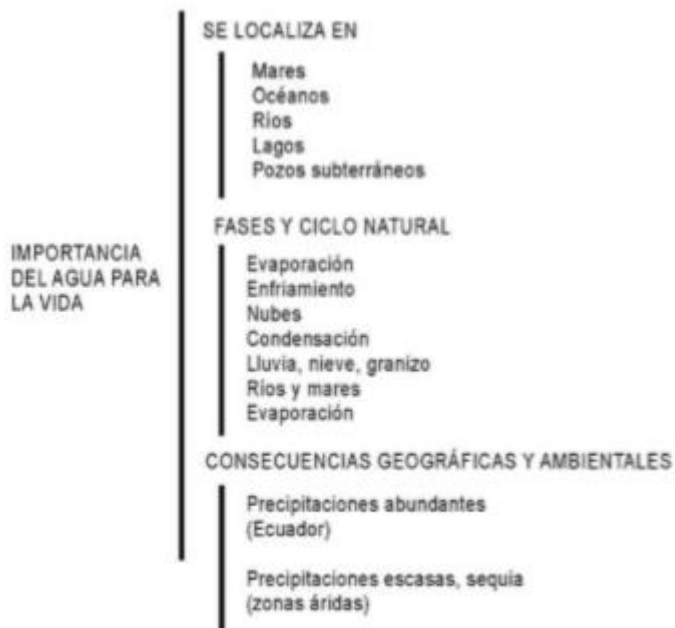 SE LOCALIZA EN
Mares
Océanos
Ríos
Lagos
Pozos subterráneos
FASES Y CICLO NATURAL
IMPORTANCIA
DEL AGUA PARA
LA VIDA
Evaporación
Enfriamiento
Nubes
Condensación
Lluvia, nieve, granizo
Ríos y mares
Evaporación
CONSECUENCIAS GEOGRÁFICAS Y AMBIENTALES
Precipitaciones abundantes
(Ecuador)
Precipitaciones escasas, sequia
(zonas áridas)